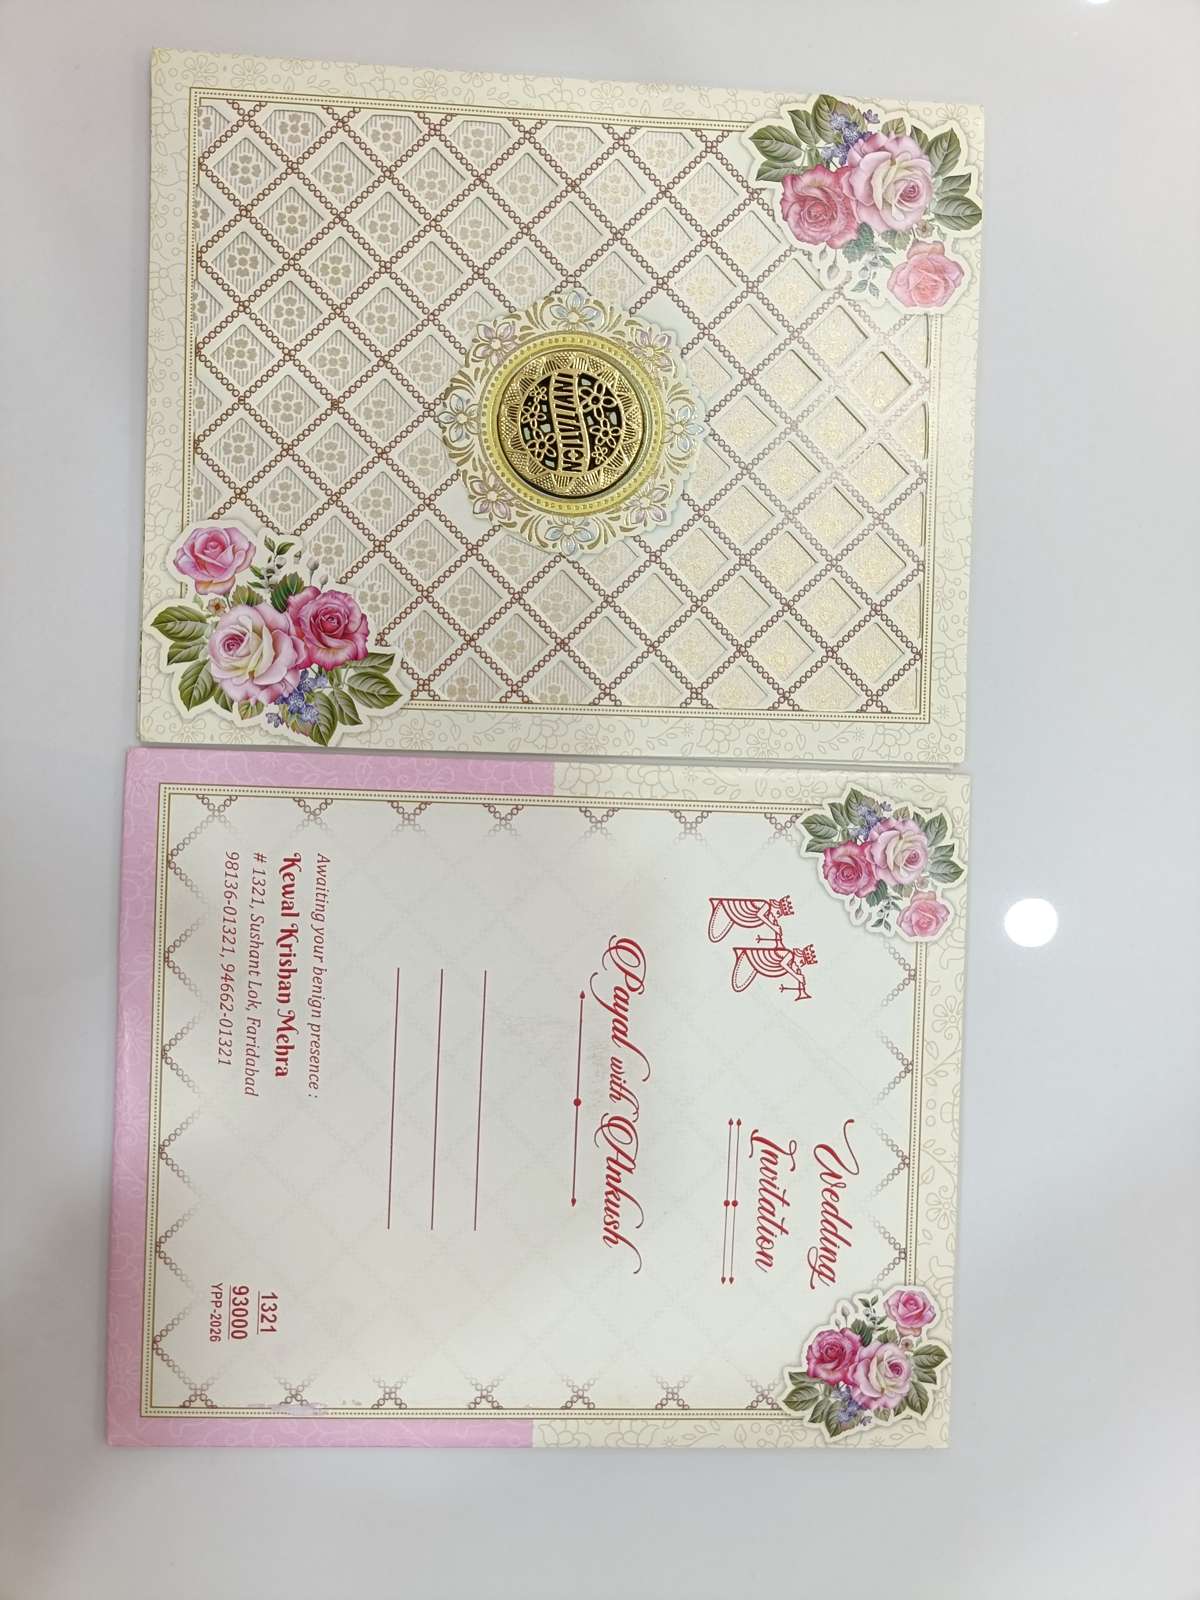 INVITATION
Wedding
Invitation
Payal with Ankush
Awaiting your benign presence :
Kewal Krishan Mehra
# 1321, Sushant Lok, Faridabad
98136-01321, 94662-01321
1321
93000
YPP-2026